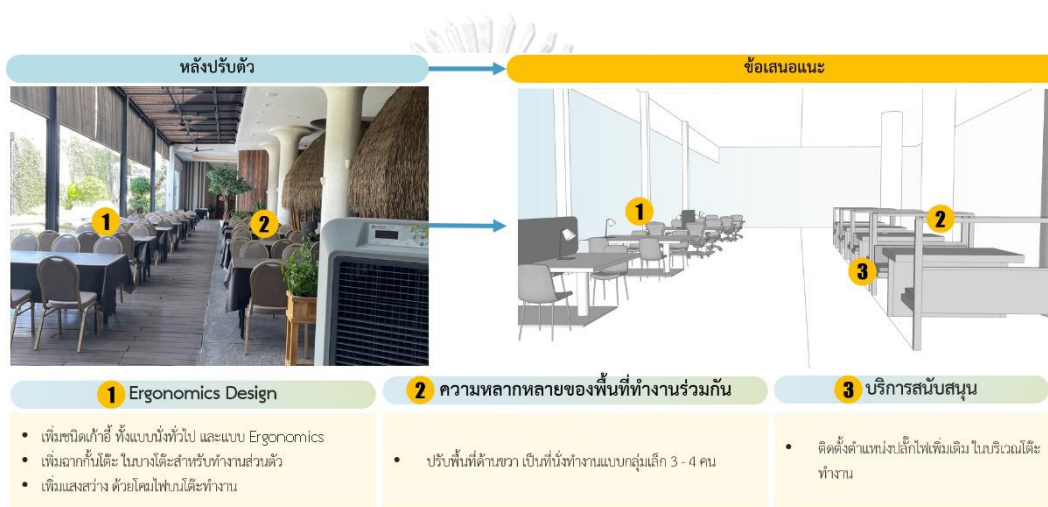 หลังปรับตัว
ข้อเสนอแนะ
1
2
1
2
3
1 Ergonomics Design
เพิ่มชนิดเก้าอี้ ทั้งแบบนั่งทั่วไป และแบบ Ergonomics
เพิ่มฉากกั้นโต๊ะ ในบางโต๊ะสำหรับทำงานส่วนตัว
เพิ่มแสงสว่าง ด้วยโคมไฟบนโต๊ะทำงาน
2 ความหลากหลายของพื้นที่ทำงานร่วมกัน
ปรับพื้นที่ด้านขวา เป็นที่นั่งทำงานแบบกลุ่มเล็ก 3 - 4 คน
3 บริการสนับสนุน
ติดตั้งตำแหน่งปลั๊กไฟเพิ่มเติม ในบริเวณโต๊ะ
ทำงาน